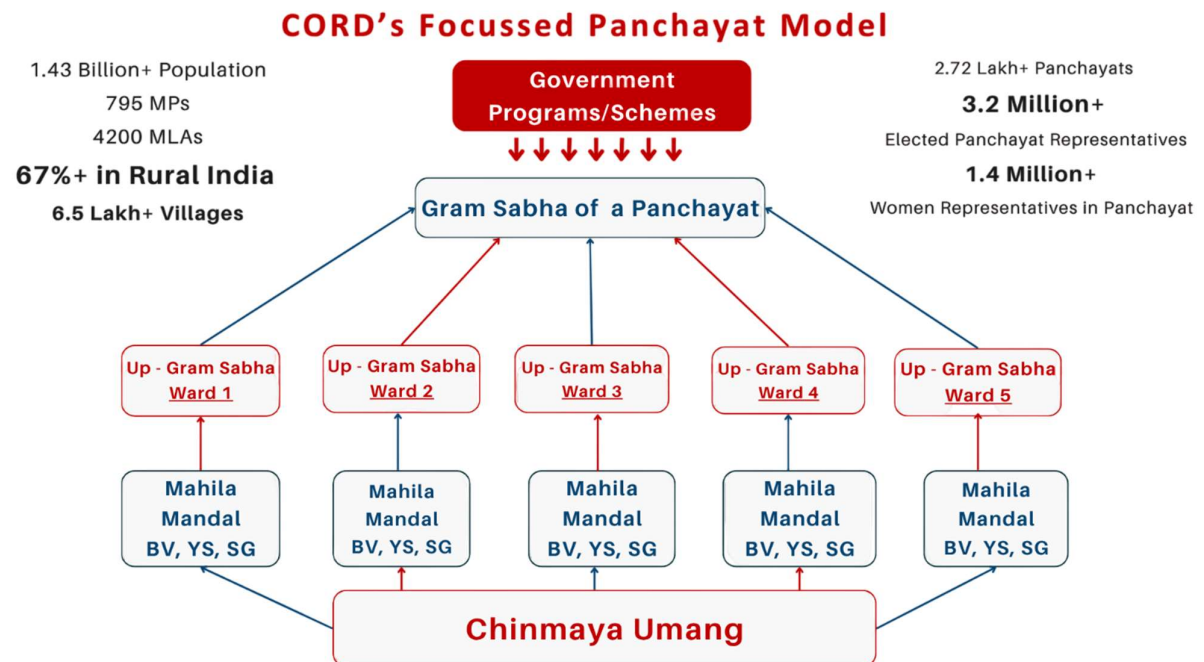 CORD's Focussed Panchayat Model
1.43 Billion+ Population
795 MPs
4200 MLAs
67%+ in Rural India
6.5 Lakh+ Villages
Government
Programs/Schemes
2.72 Lakh+ Panchayats
3.2 Million+
Elected Panchayat Representatives
1.4 Million+
Women Representatives in Panchayat
Gram Sabha of a Panchayat
Up - Gram Sabha
Ward 1
Up - Gram Sabha
Ward 2
Up - Gram Sabha
Ward 3
Up - Gram Sabha
Ward 4
Up - Gram Sabha
Ward 5
Mahila
Mandal
BV, YS, SG
Mahila
Mandal
BV, YS, SG
Mahila
Mandal
BV, YS, SG
Mahila
Mandal
BV, YS, SG
Mahila
Mandal
BV, YS, SG
Chinmaya Umang